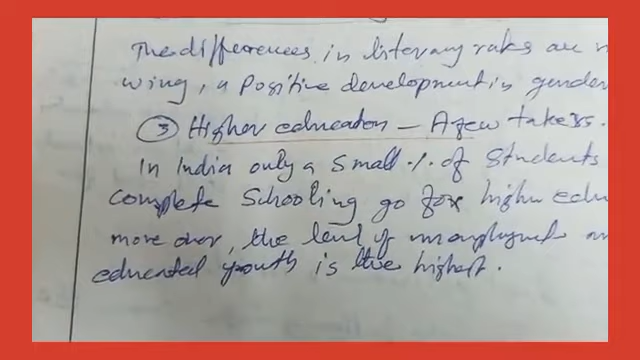 The differences in literary rates are n
wing, a Positive development in gender
③ Higher education – A few takers.
In India only a small % of Students
Complete Schooling go for higher edu
more over, the level of unemployment
educated youth is the highest.